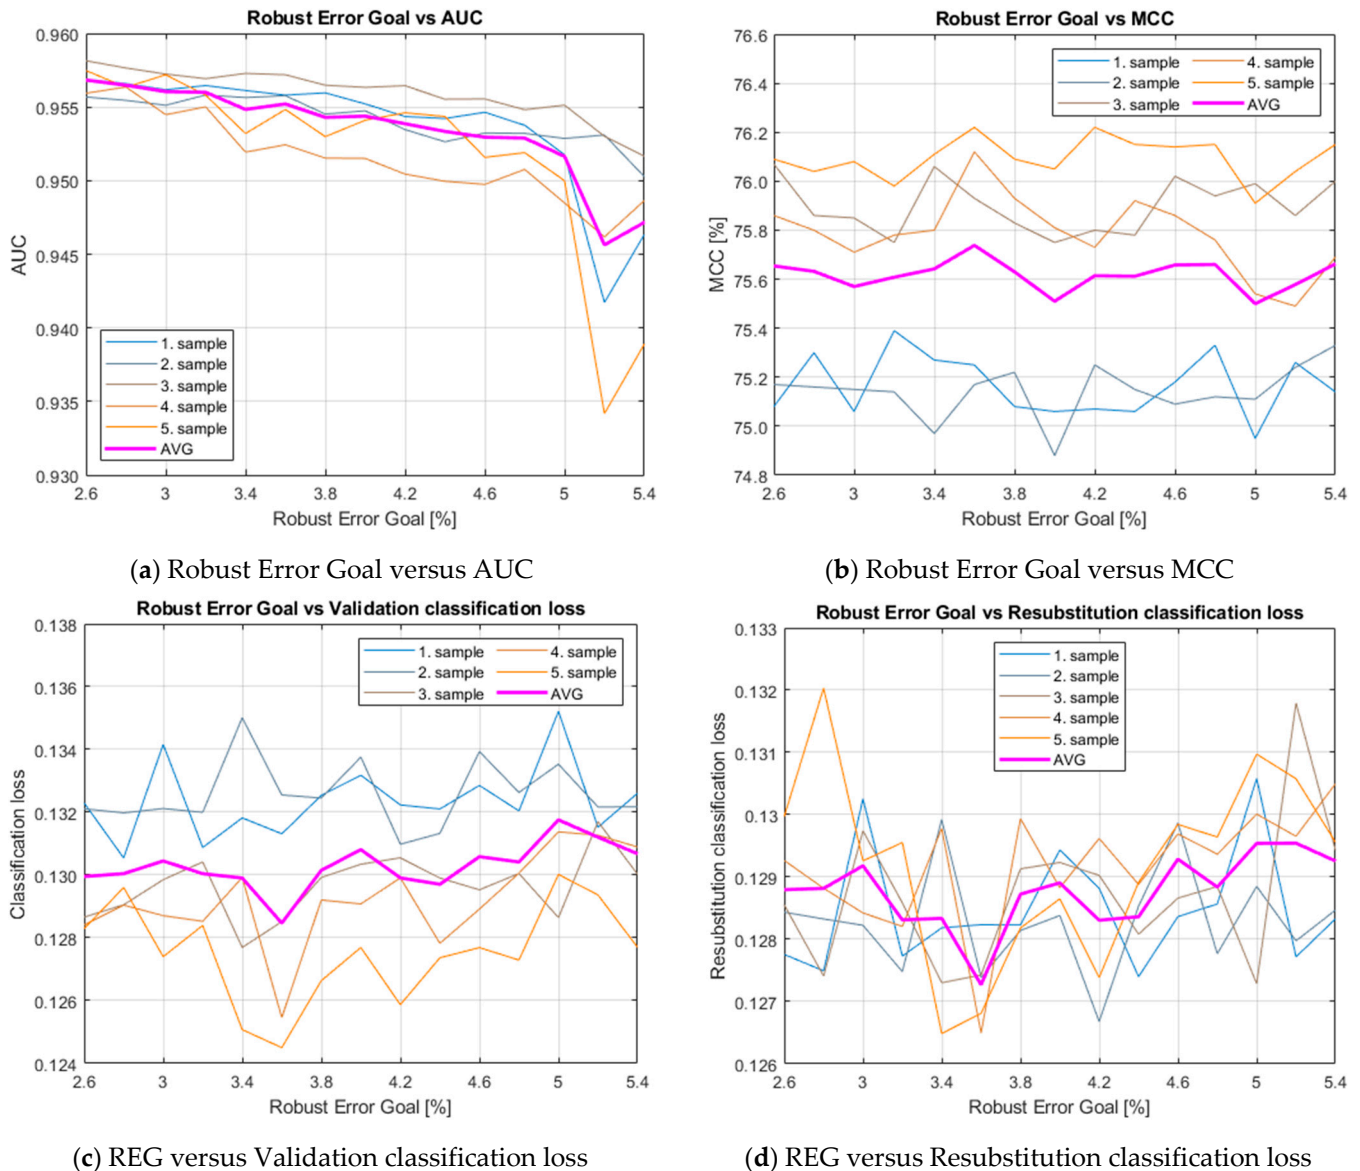 Robust Error Goal vs AUC
0.960
0.955
0.950
0.945
0.940
0.935
0.930
AUC
1. sample
2. sample
3. sample
4. sample
5. sample
AVG
2.6 3 3.4 3.8 4.2 4.6 5 5.4
Robust Error Goal [%]
(a) Robust Error Goal versus AUC
Robust Error Goal vs MCC
76.6
76.4
76.2
76.0
75.8
75.6
75.4
75.2
75.0
74.8
MCC [%]
1. sample 4. sample
2. sample 5. sample
3. sample AVG
2.6 3 3.4 3.8 4.2 4.6 5 5.4
Robust Error Goal [%]
(b) Robust Error Goal versus MCC
Robust Error Goal vs Validation classification loss
0.138
0.136
0.134
0.132
0.130
0.128
0.126
0.124
Classification loss
1. sample 4. sample
2. sample 5. sample
3. sample AVG
2.6 3 3.4 3.8 4.2 4.6 5 5.4
Robust Error Goal [%]
(c) REG versus Validation classification loss
Robust Error Goal vs Resubstitution classification loss
0.133
0.132
0.131
0.13
0.129
0.128
0.127
0.126
Resubstitution classification loss
1. sample
2. sample
3. sample
4. sample
5. sample
AVG
2.6 3 3.4 3.8 4.2 4.6 5 5.4
Robust Error Goal [%]
(d) REG versus Resubstitution classification loss